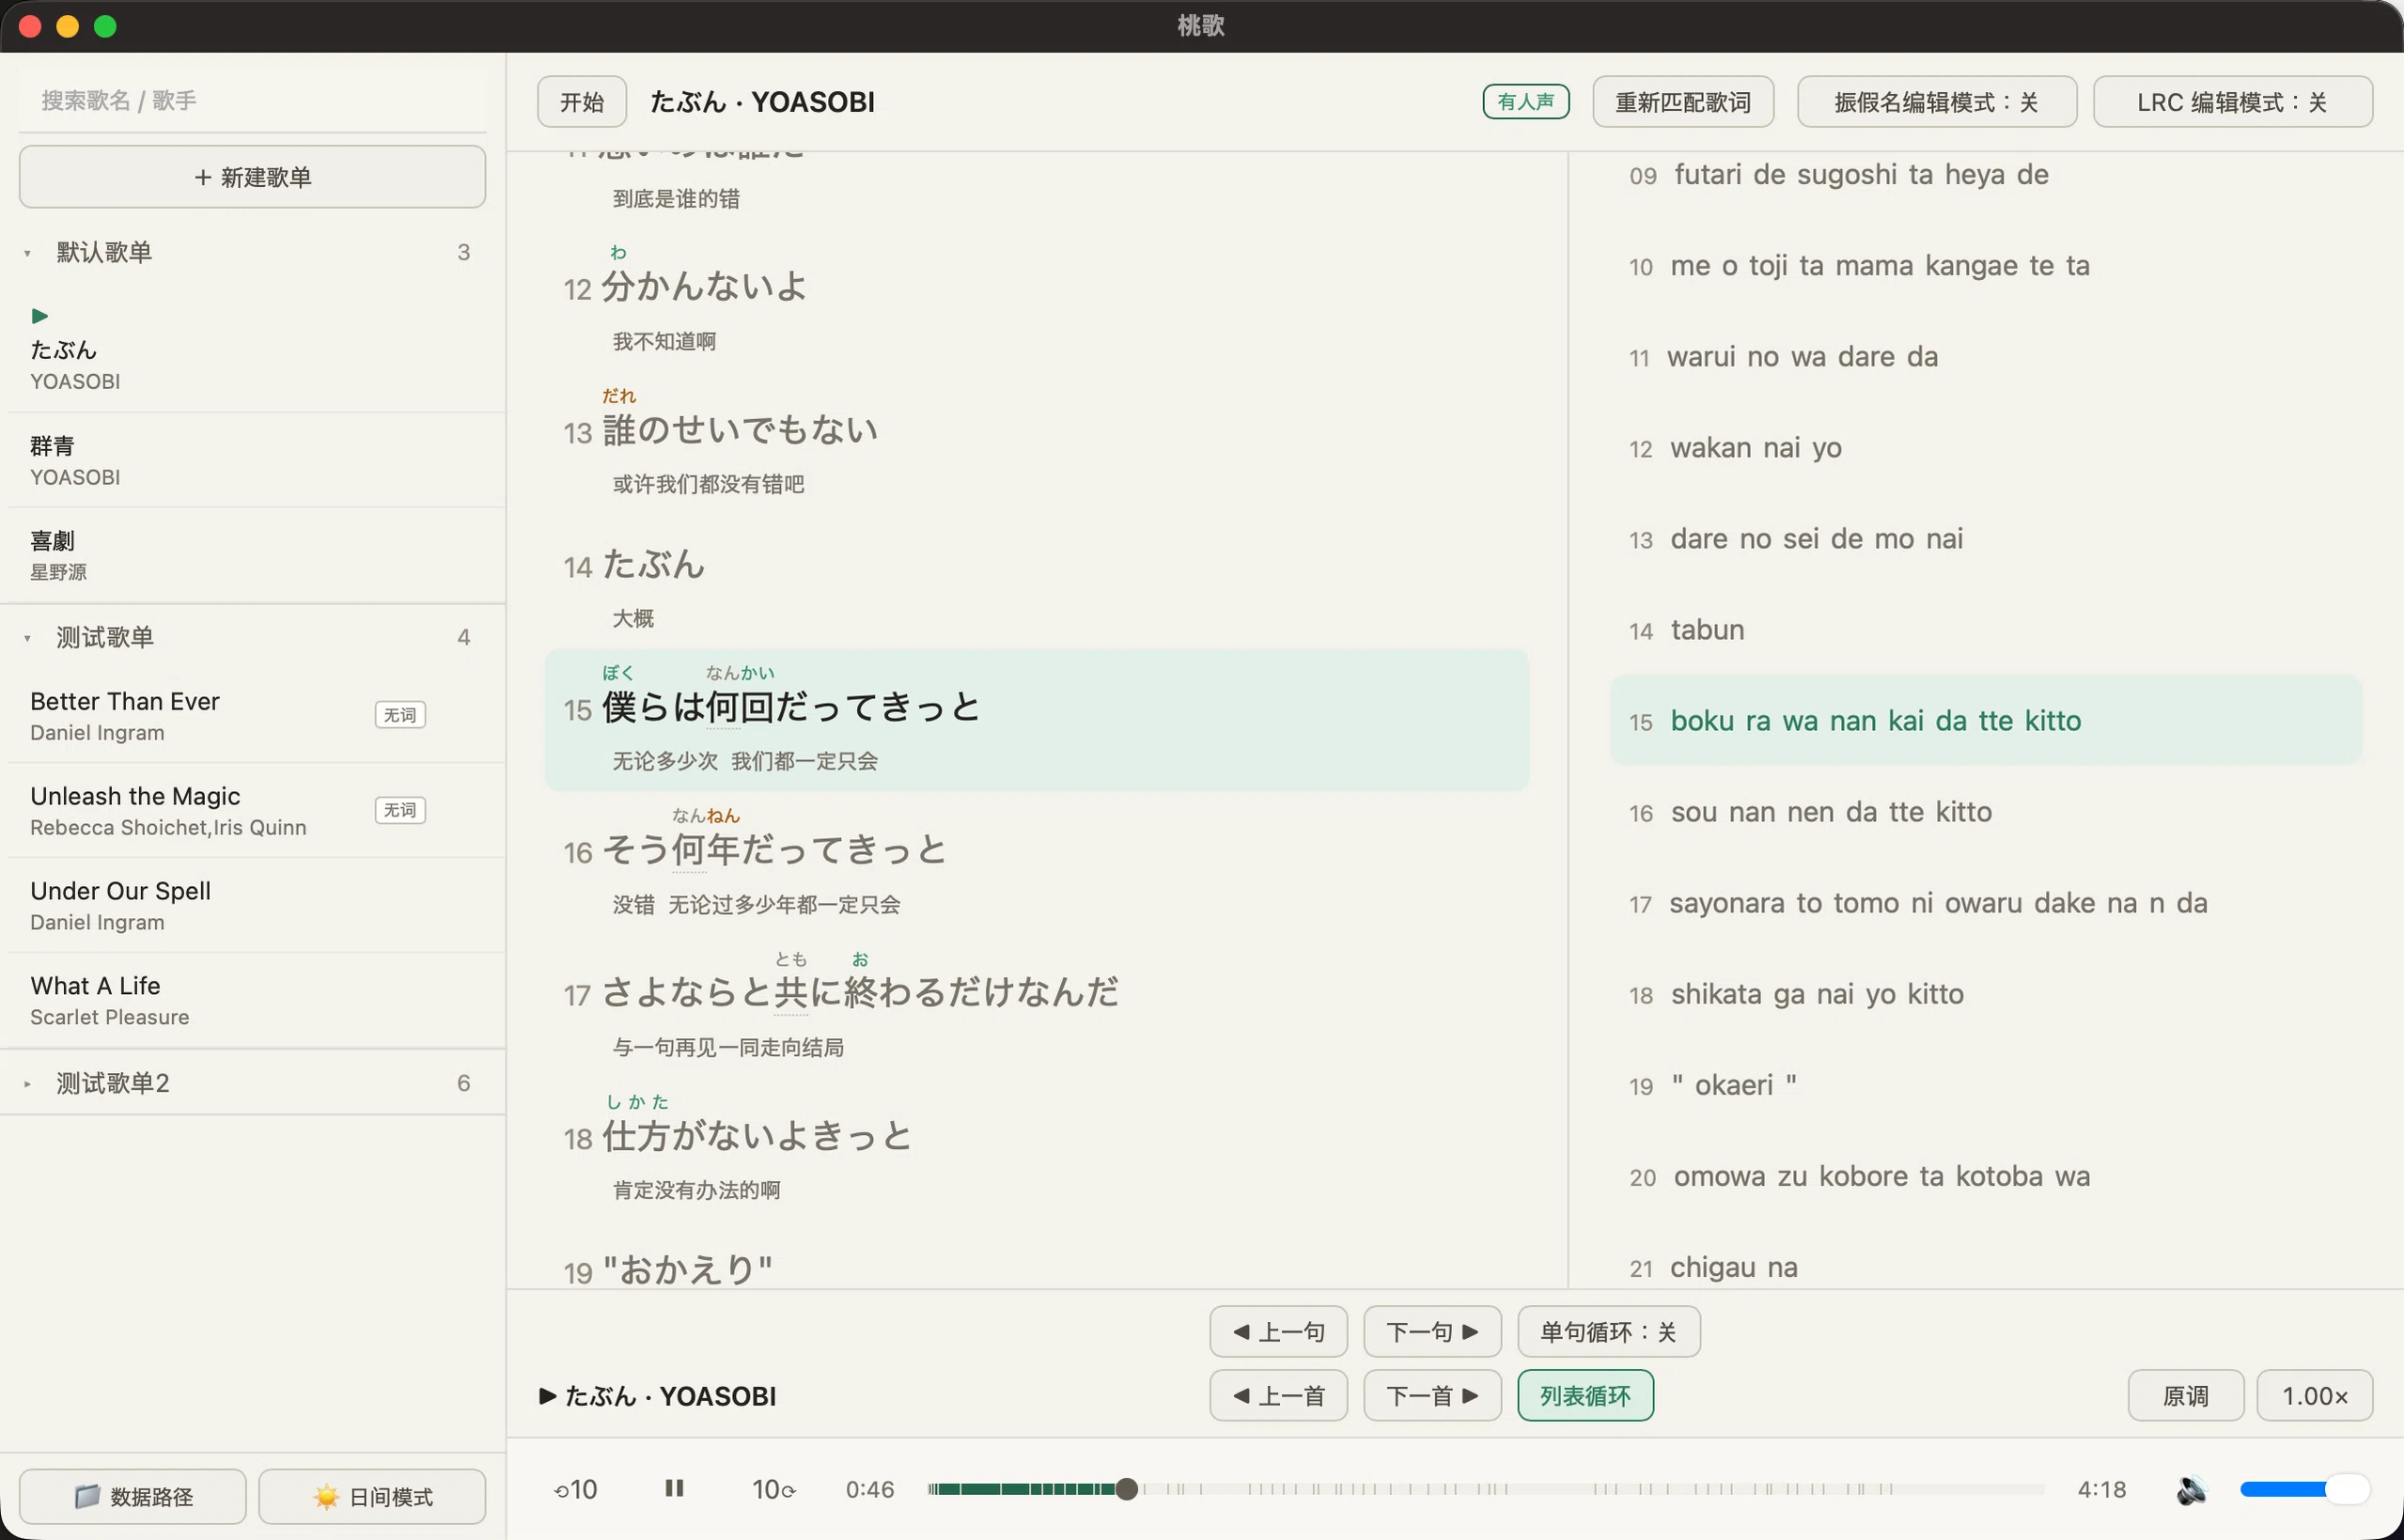 桃歌
搜索歌名 / 歌手
+ 新建歌单
默认歌单 3
たぶん
YOASOBI
群青
YOASOBI
喜劇
星野源
测试歌单 4
Better Than Ever
Daniel Ingram
无词
Unleash the Magic
Rebecca Shoichet,Iris Quinn
无词
Under Our Spell
Daniel Ingram
What A Life
Scarlet Pleasure
测试歌单2 6
数据路径
日间模式
开始
たぶん · YOASOBI
有人声
重新匹配歌词
振假名编辑模式：关
LRC 编辑模式：关
到底是谁的错
わ
12 分かんないよ
我不知道啊
だれ
13 誰のせいでもない
或许我们都没有错吧
14 たぶん
大概
ぼく なんかい
15 僕らは何回だってきっと
无论多少次 我们都一定只会
なんねん
16 そう何年だってきっと
没错 无论过多少年都一定只会
とも お
17 さよならと共に終わるだけなんだ
与一句再见一同走向结局
しかた
18 仕方がないよきっと
肯定没有办法的啊
19 "おかえり"
09 futari de sugoshi ta heya de
10 me o toji ta mama kangae te ta
11 warui no wa dare da
12 wakan nai yo
13 dare no sei de mo nai
14 tabun
15 boku ra wa nan kai da tte kitto
16 sou nan nen da tte kitto
17 sayonara to tomo ni owaru dake na n da
18 shikata ga nai yo kitto
19 " okaeri "
20 omowa zu kobore ta kotoba wa
21 chigau na
◀ 上一句
下一句 ▶
单句循环：关
▶ たぶん · YOASOBI
◀ 上一首
下一首 ▶
列表循环
原调
1.00×
⟲10
10⟳
0:46
4:18